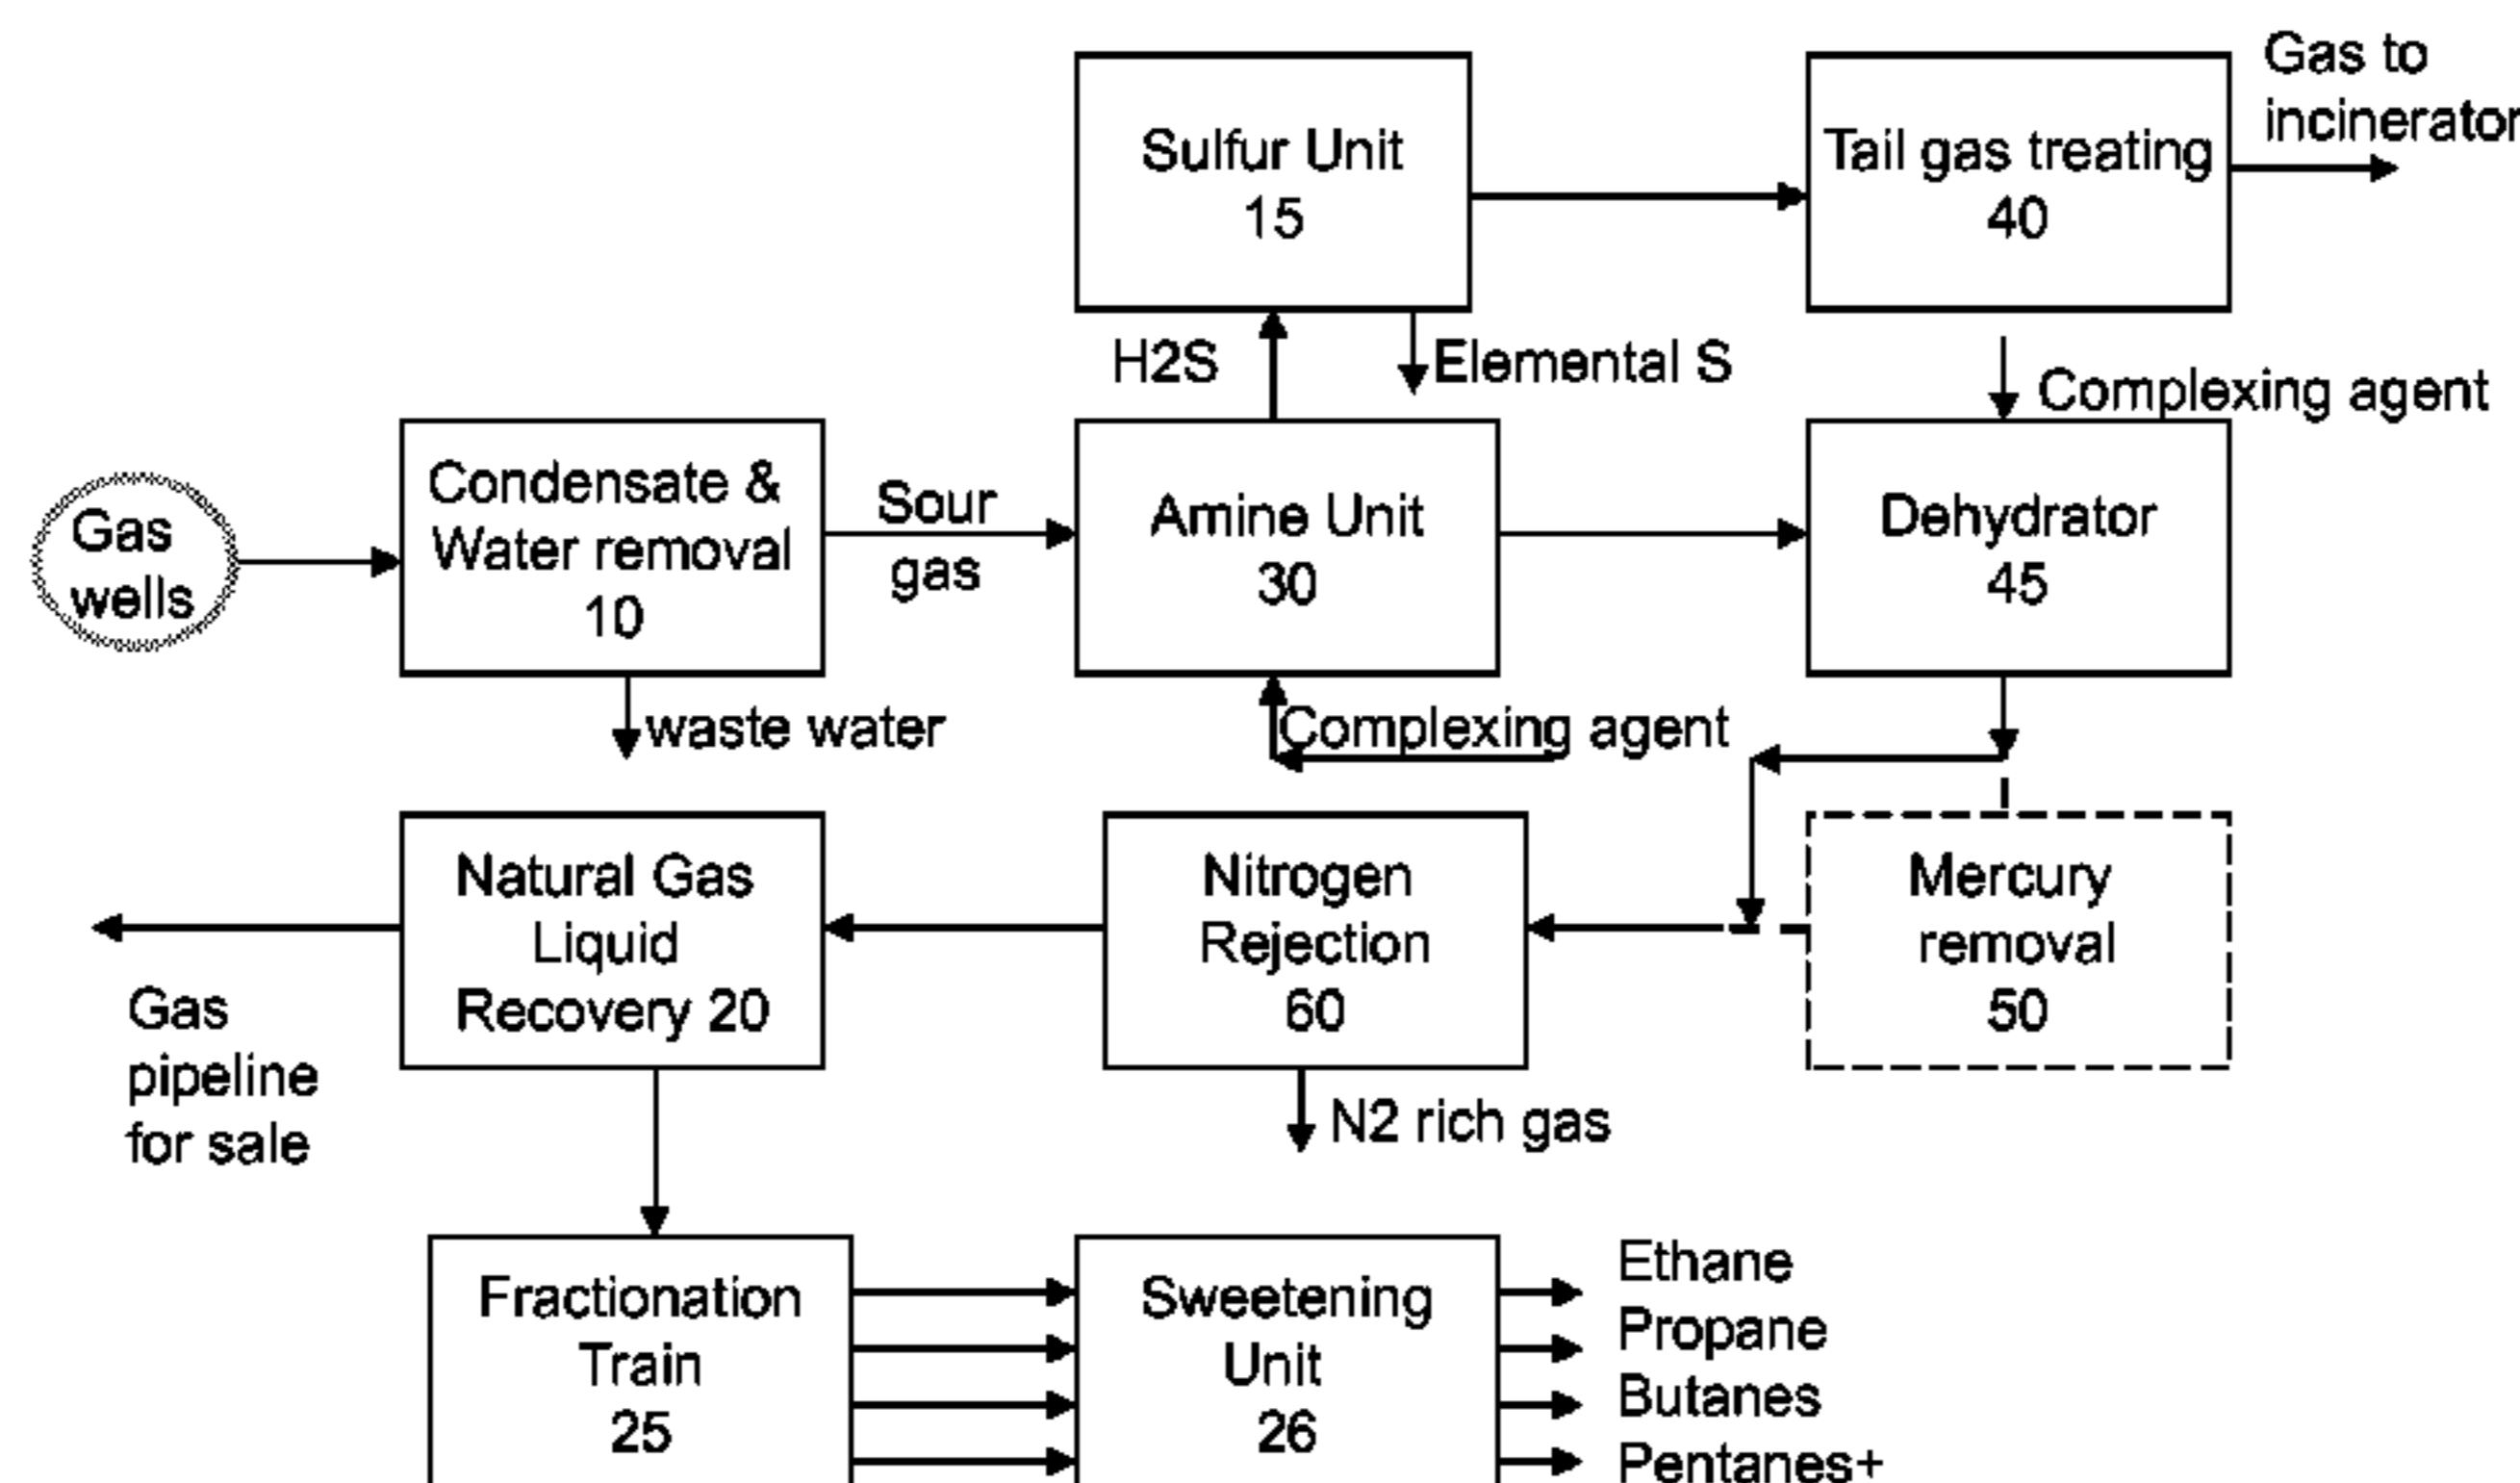 Gas to
incinerator
Sulfur Unit
15
Tail gas treating
40
H2S
Elemental S
Complexing agent
Gas
wells
Condensate &
Water removal
10
Sour
gas
Amine Unit
30
Dehydrator
45
waste water
Complexing agent
Natural Gas
Liquid
Recovery 20
Nitrogen
Rejection
60
Mercury
removal
50
Gas
pipeline
for sale
N2 rich gas
Fractionation
Train
25
Sweetening
Unit
26
Ethane
Propane
Butanes
Pentanes+